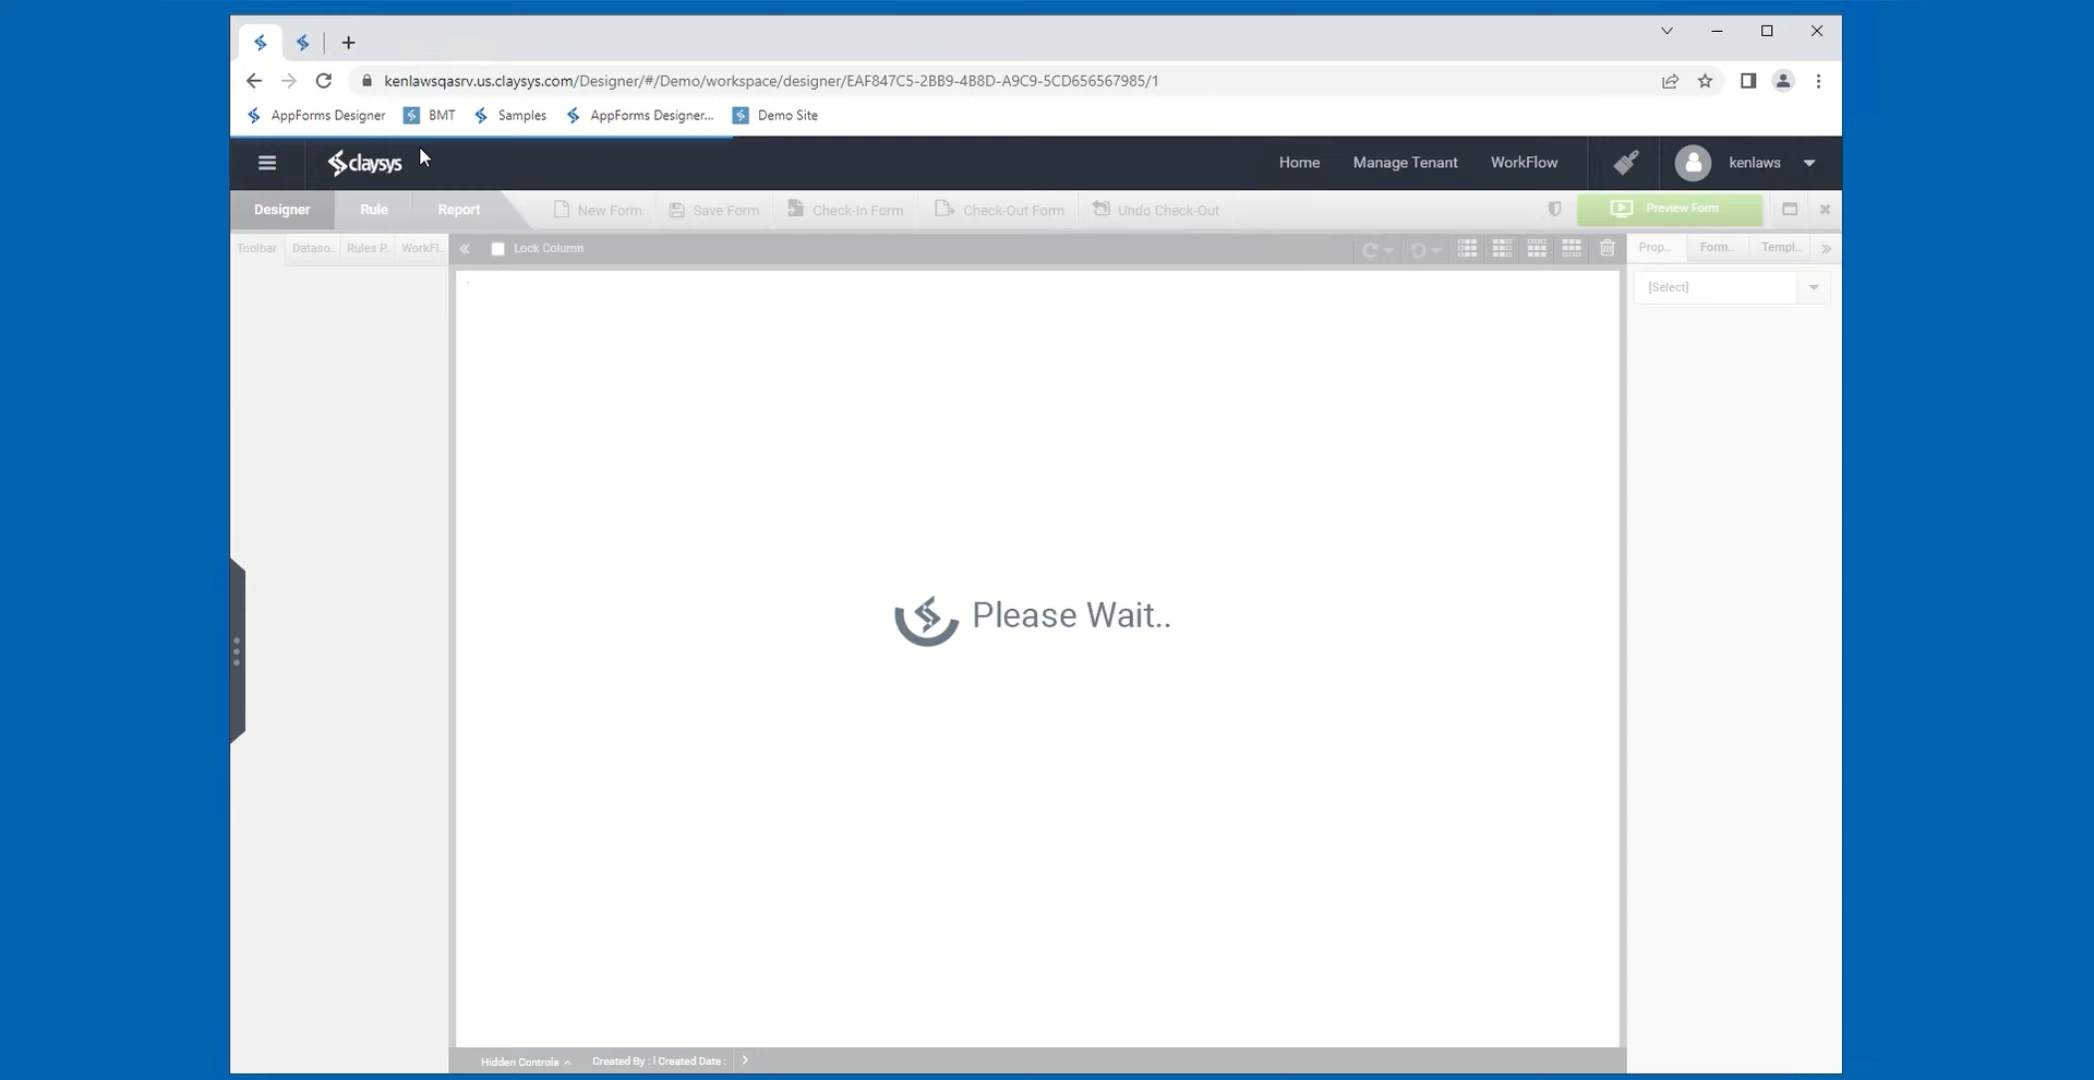 kenlawsqasrv.us.claysys.com/Designer/#/Demo/workspace/designer/EAF847C5-2BB9-4B8D-A9C9-5CD656567985/1
AppForms Designer BMT Samples AppForms Designer... Demo Site
claysys Home Manage Tenant WorkFlow kenlaws
Designer Rule Report New Form Save Form Check-In Form Check-Out Form Undo Check-Out Preview Form
Toolbar Dataso.. Rules P.. WorkFl.. Lock Column Prop.. Form.. Templ..
[Select]
Please Wait..
Hidden Controls Created By : | Created Date :